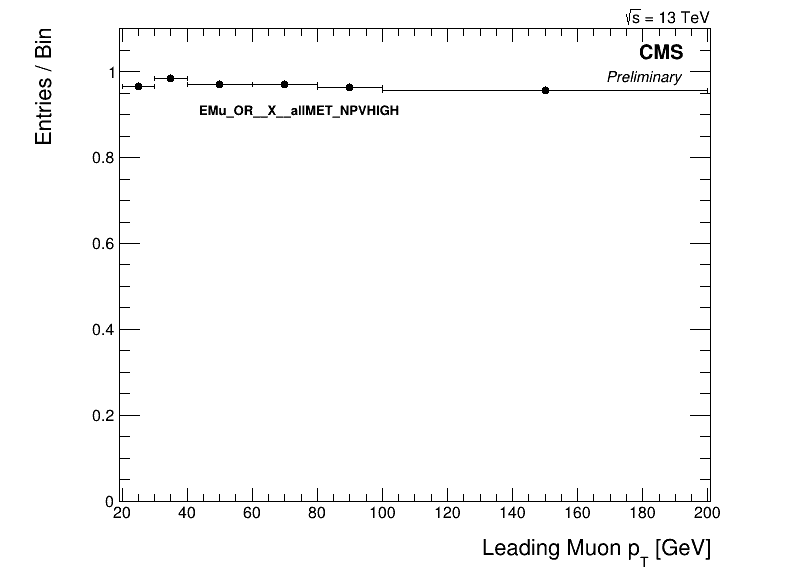 √s = 13 TeV
Entries / Bin
CMS
Preliminary
EMu_OR__X__allMET_NPVHIGH
1
0.8
0.6
0.4
0.2
0
20 40 60 80 100 120 140 160 180 200
Leading Muon p_T [GeV]